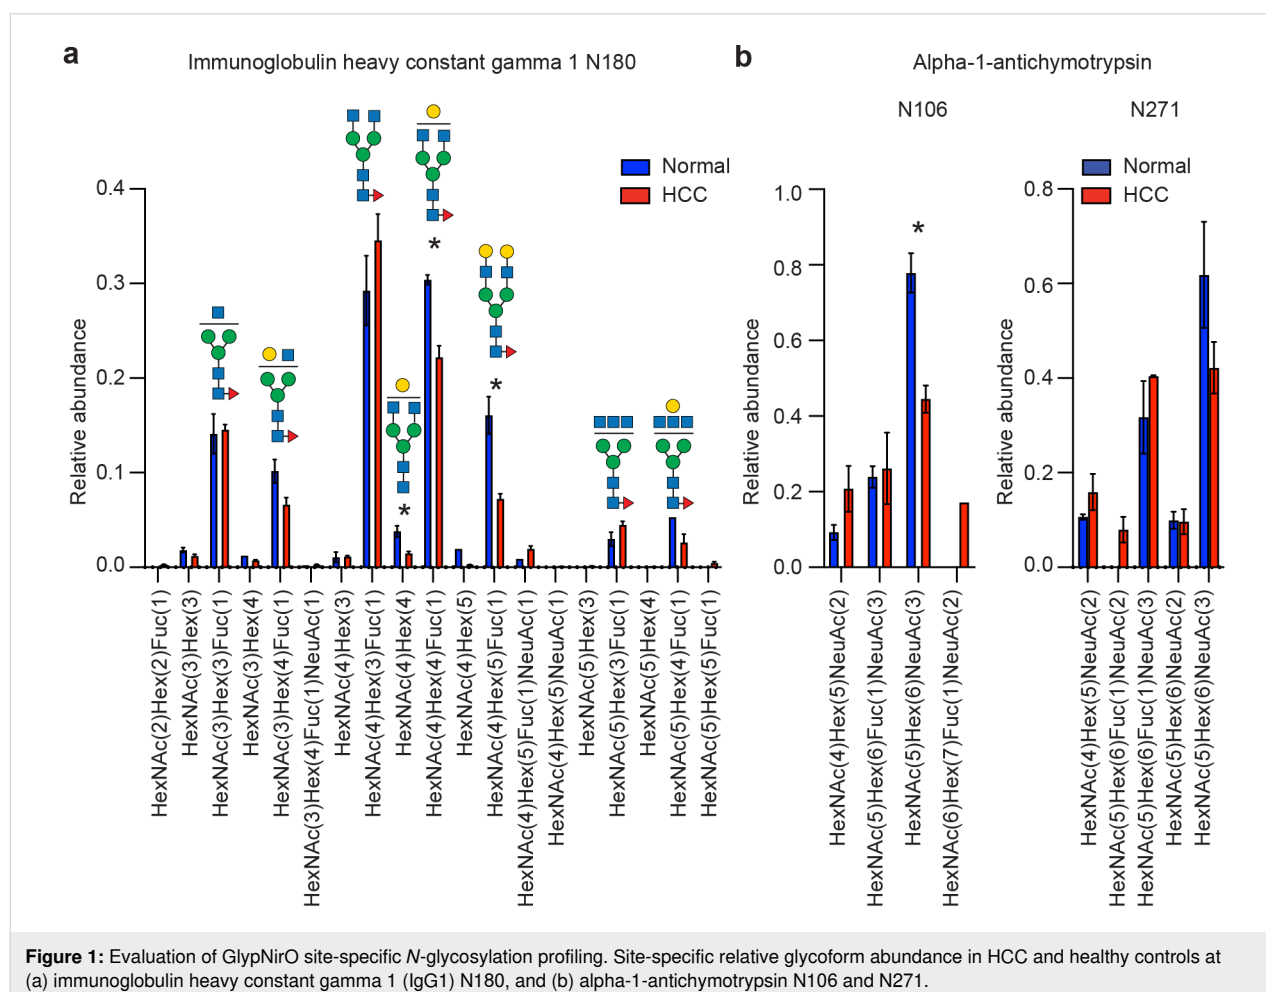 a
Immunoglobulin heavy constant gamma 1 N180
Normal
HCC
Relative abundance
0.4
0.3
0.2
0.1
0.0
*
*
*
HexNAc(2)Hex(2)Fuc(1)
HexNAc(3)Hex(3)
HexNAc(3)Hex(3)Fuc(1)
HexNAc(3)Hex(4)
HexNAc(3)Hex(4)Fuc(1)
HexNAc(3)Hex(4)Fuc(1)NeuAc(1)
HexNAc(4)Hex(3)
HexNAc(4)Hex(3)Fuc(1)
HexNAc(4)Hex(4)
HexNAc(4)Hex(4)Fuc(1)
HexNAc(4)Hex(5)
HexNAc(4)Hex(5)Fuc(1)
HexNAc(4)Hex(5)Fuc(1)NeuAc(1)
HexNAc(4)Hex(5)NeuAc(1)
HexNAc(5)Hex(3)
HexNAc(5)Hex(3)Fuc(1)
HexNAc(5)Hex(4)
HexNAc(5)Hex(4)Fuc(1)
HexNAc(5)Hex(5)Fuc(1)
b
Alpha-1-antichymotrypsin
N106
Relative abundance
1.0
0.8
0.6
0.4
0.2
0.0
*
HexNAc(4)Hex(5)NeuAc(2)
HexNAc(5)Hex(6)Fuc(1)NeuAc(3)
HexNAc(5)Hex(6)NeuAc(3)
HexNAc(6)Hex(7)Fuc(1)NeuAc(2)
N271
Normal
HCC
Relative abundance
0.8
0.6
0.4
0.2
0.0
HexNAc(4)Hex(5)NeuAc(2)
HexNAc(5)Hex(6)Fuc(1)NeuAc(2)
HexNAc(5)Hex(6)Fuc(1)NeuAc(3)
HexNAc(5)Hex(6)NeuAc(2)
HexNAc(5)Hex(6)NeuAc(3)
Figure 1: Evaluation of GlypNirO site-specific N-glycosylation profiling. Site-specific relative glycoform abundance in HCC and healthy controls at
(a) immunoglobulin heavy constant gamma 1 (IgG1) N180, and (b) alpha-1-antichymotrypsin N106 and N271.